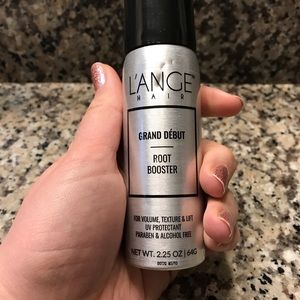 L'ANGE
HAIR
GRAND DÉBUT
ROOT
BOOSTER
FOR VOLUME, TEXTURE & LIFT
UV PROTECTANT
PARABEN & ALCOHOL FREE
NET WT. 2.25 OZ | 64G